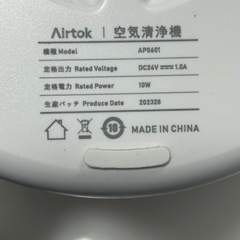 Airtok | 空気清浄機
機種 Model AP0601
定格出力 Rated Voltage DC24V⎓1.0A
定格電力 Rated Power 10W
生産バッチ Produce Date 202328
10 MADE IN CHINA